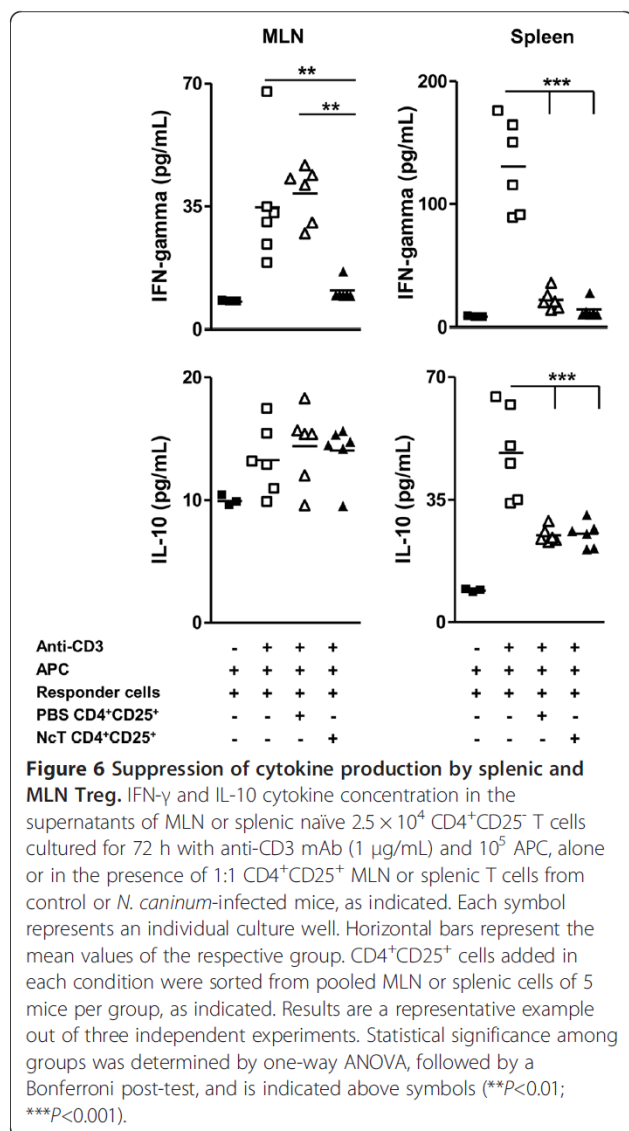 MLN
Spleen
**
**
***
70
35
0
IFN-gamma (pg/mL)
200
100
0
IFN-gamma (pg/mL)
***
20
10
0
IL-10 (pg/mL)
70
35
0
IL-10 (pg/mL)
Anti-CD3 - + + + - + + +
APC + + + + + + + +
Responder cells + + + + + + + +
PBS CD4⁺CD25⁺ - - + - - - + -
NcT CD4⁺CD25⁺ - - - + - - - +
Figure 6 Suppression of cytokine production by splenic and
MLN Treg. IFN-γ and IL-10 cytokine concentration in the
supernatants of MLN or splenic naïve 2.5 × 10⁴ CD4⁺CD25⁻ T cells
cultured for 72 h with anti-CD3 mAb (1 μg/mL) and 10⁵ APC, alone
or in the presence of 1:1 CD4⁺CD25⁺ MLN or splenic T cells from
control or N. caninum-infected mice, as indicated. Each symbol
represents an individual culture well. Horizontal bars represent the
mean values of the respective group. CD4⁺CD25⁺ cells added in
each condition were sorted from pooled MLN or splenic cells of 5
mice per group, as indicated. Results are a representative example
out of three independent experiments. Statistical significance among
groups was determined by one-way ANOVA, followed by a
Bonferroni post-test, and is indicated above symbols (**P<0.01;
***P<0.001).